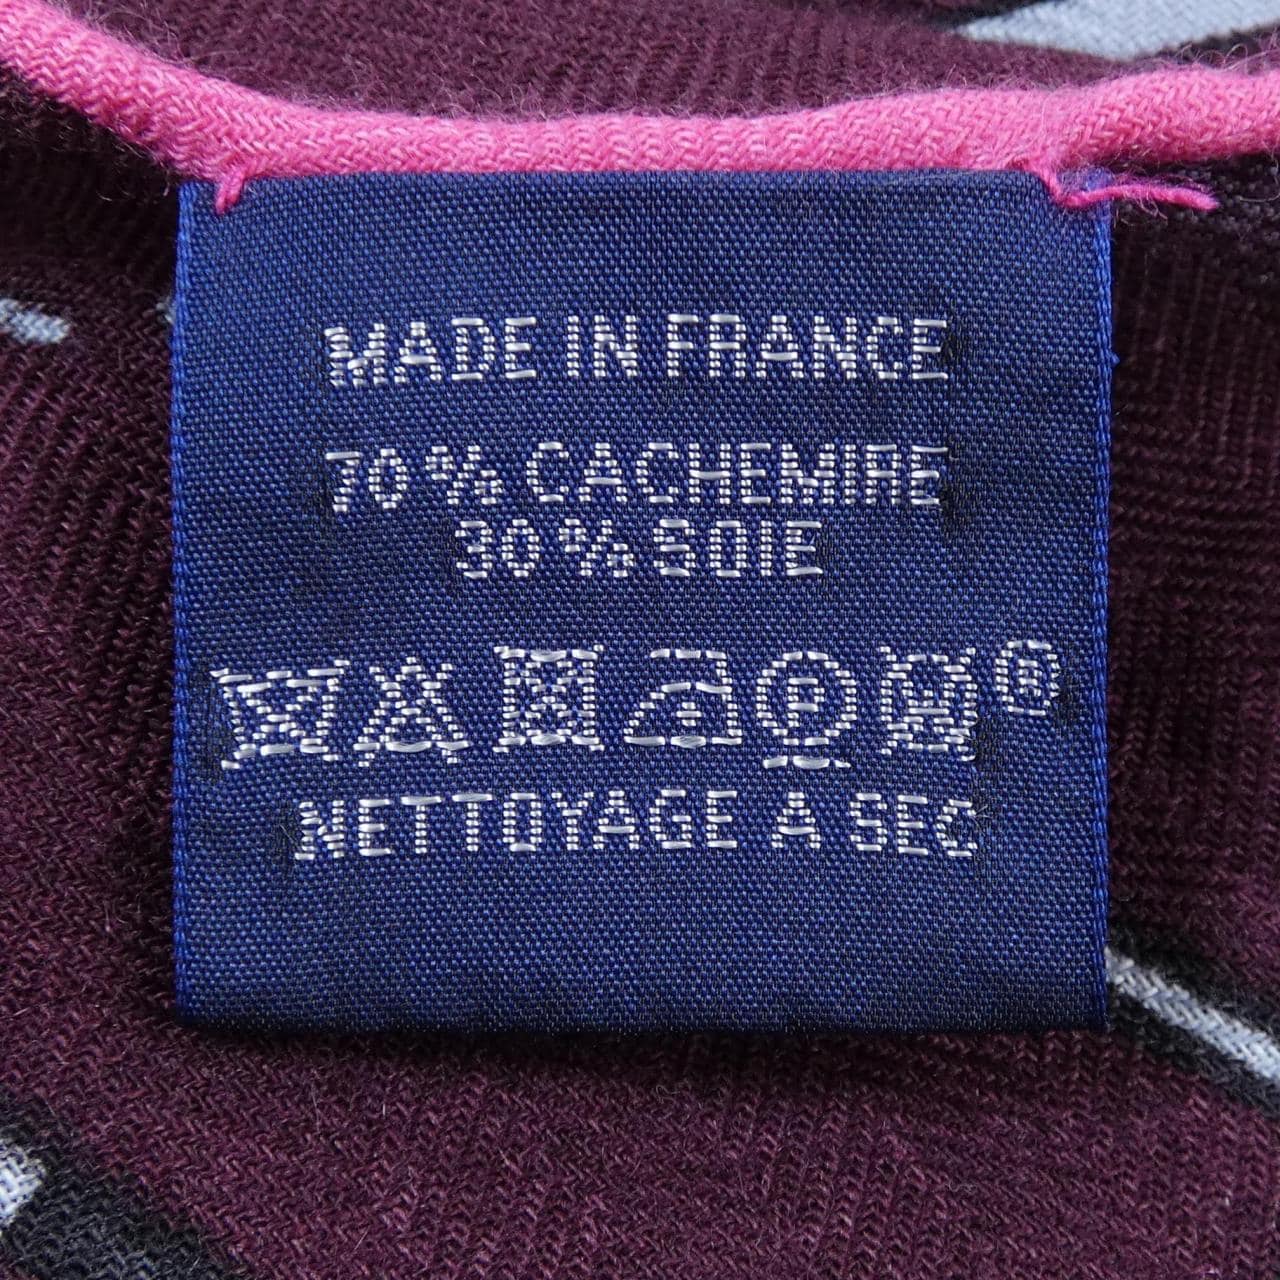 MADE IN FRANCE
70% CACHEMIRE
30% SOIE
®
NETTOYAGE A SEC